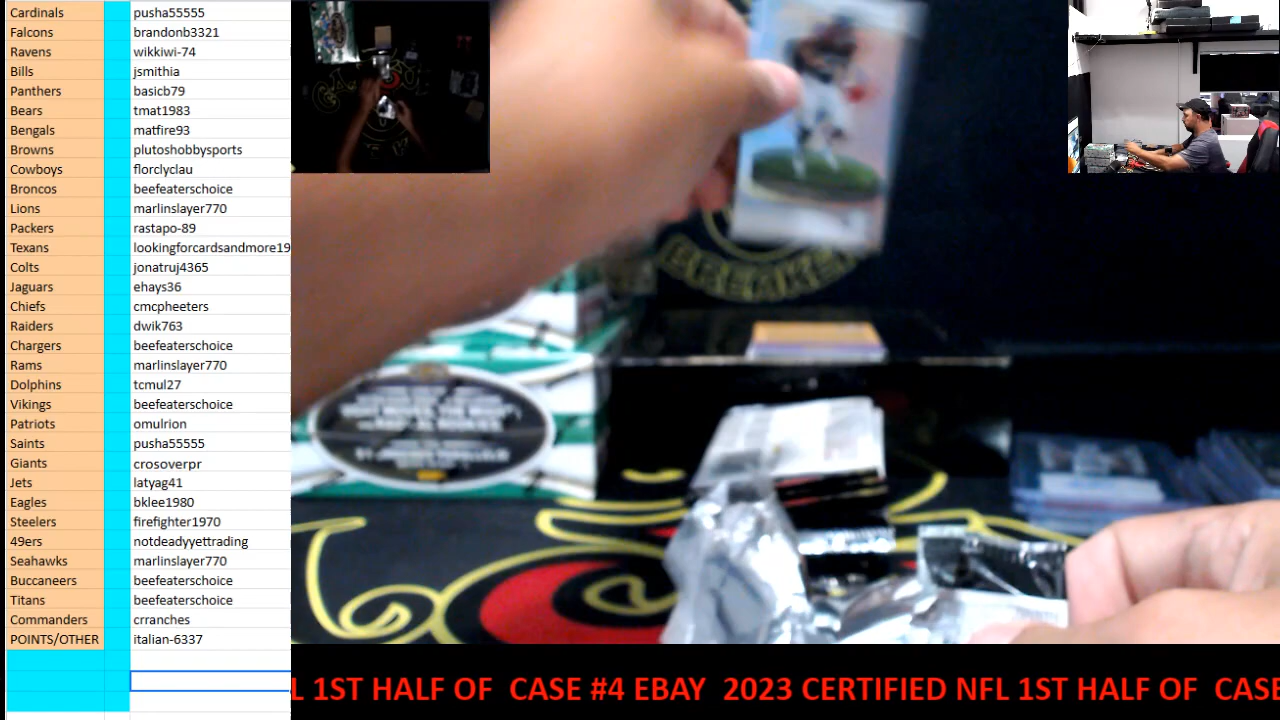 Cardinals pusha55555
Falcons brandonb3321
Ravens wikkiwi-74
Bills jsmithia
Panthers basicb79
Bears tmat1983
Bengals matfire93
Browns plutoshobbysports
Cowboys florclyclau
Broncos beefeaterschoice
Lions marlinslayer770
Packers rastapo-89
Texans lookingforcardsandmore19
Colts jonatruj4365
Jaguars ehays36
Chiefs cmcpheeters
Raiders dwik763
Chargers beefeaterschoice
Rams marlinslayer770
Dolphins tcmul27
Vikings beefeaterschoice
Patriots omulrion
Saints pusha55555
Giants crosoverpr
Jets latyag41
Eagles bklee1980
Steelers firefighter1970
49ers notdeadyyettrading
Seahawks marlinslayer770
Buccaneers beefeaterschoice
Titans beefeaterschoice
Commanders crranches
POINTS/OTHER italian-6337
BREAKE
L 1ST HALF OF CASE #4 EBAY 2023 CERTIFIED NFL 1ST HALF OF CASE